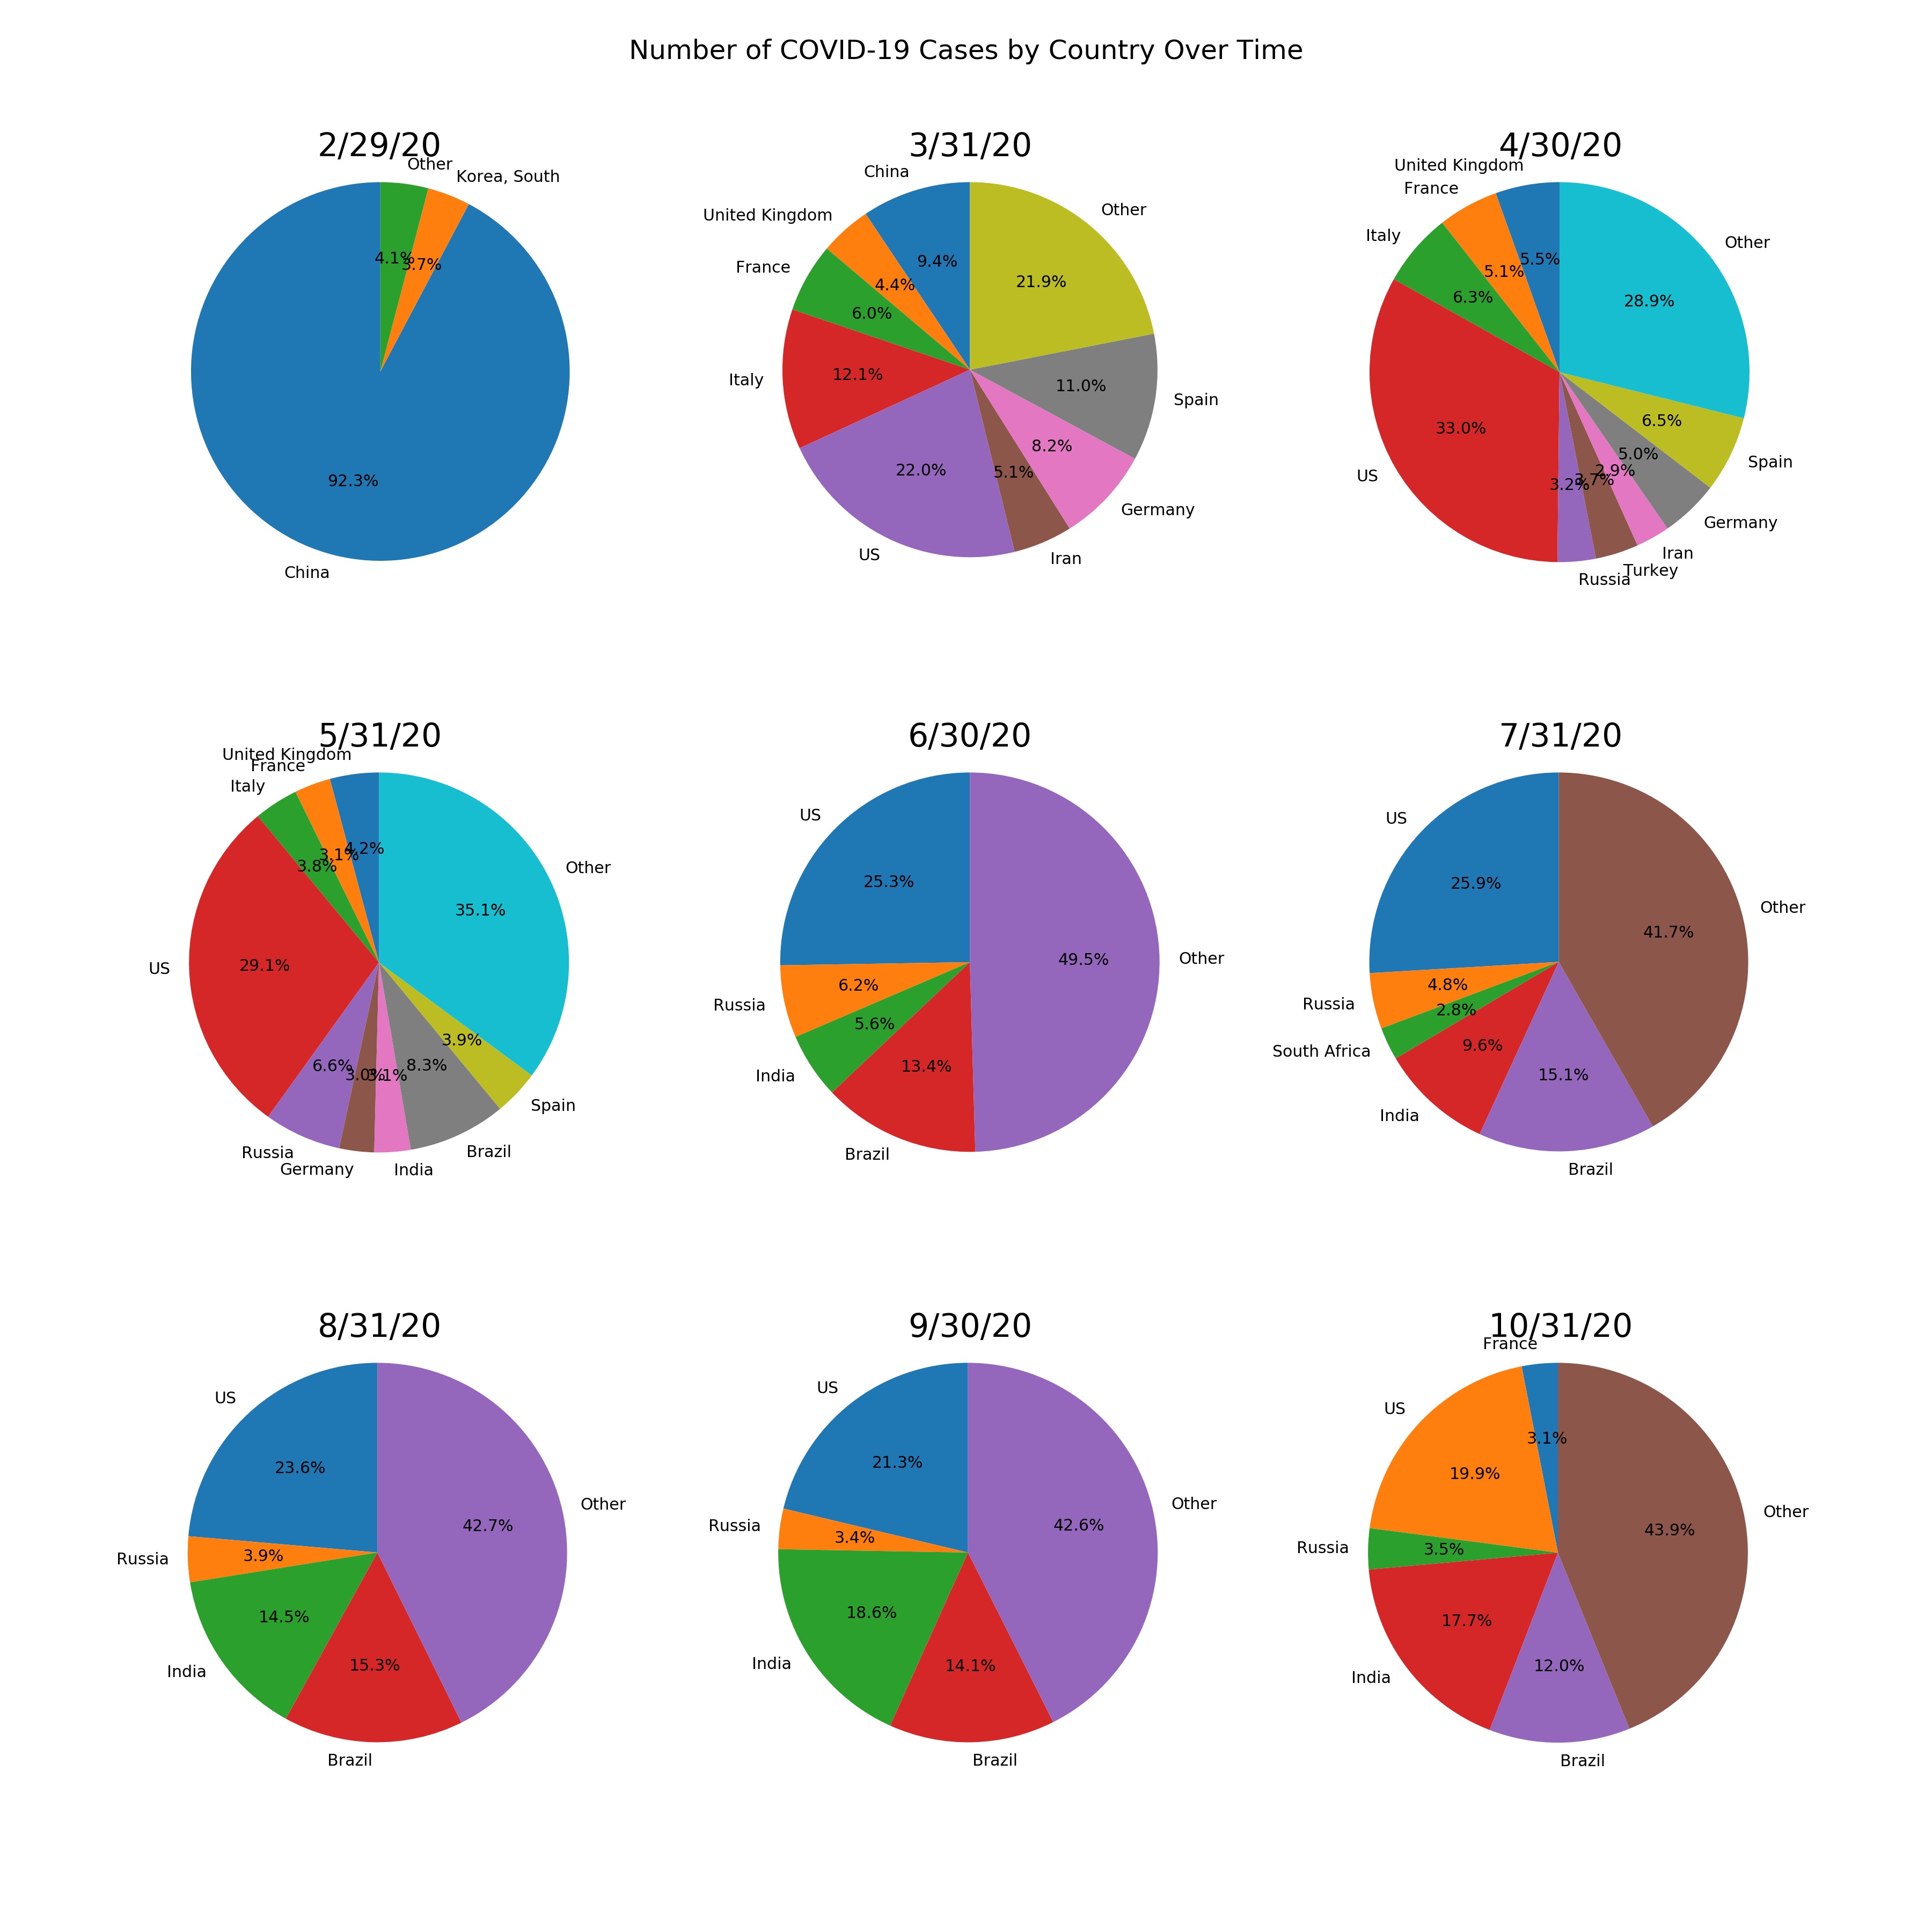 Number of COVID-19 Cases by Country Over Time
2/29/20
Other
Korea, South
4.1%
3.7%
92.3%
China
3/31/20
China
United Kingdom
Other
France
9.4%
4.4%
21.9%
6.0%
Italy
12.1%
11.0%
Spain
22.0%
5.1%
8.2%
Germany
US
Iran
4/30/20
United Kingdom
France
Italy
Other
5.5%
5.1%
6.3%
28.9%
33.0%
6.5%
5.0%
2.9%
3.7%
3.2%
US
Spain
Germany
Iran
Turkey
Russia
5/31/20
United Kingdom
France
Italy
4.2%
3.1%
3.8%
Other
35.1%
US
29.1%
3.9%
6.6%
3.0%
3.1%
8.3%
Spain
Russia
Germany
India
Brazil
6/30/20
US
25.3%
49.5%
Other
Russia
6.2%
5.6%
India
13.4%
Brazil
7/31/20
US
25.9%
41.7%
Other
Russia
4.8%
2.8%
South Africa
9.6%
15.1%
India
Brazil
8/31/20
US
23.6%
Other
42.7%
Russia
3.9%
14.5%
India
15.3%
Brazil
9/30/20
US
21.3%
Other
42.6%
Russia
3.4%
18.6%
India
14.1%
Brazil
10/31/20
France
US
3.1%
19.9%
Other
43.9%
Russia
3.5%
17.7%
India
12.0%
Brazil